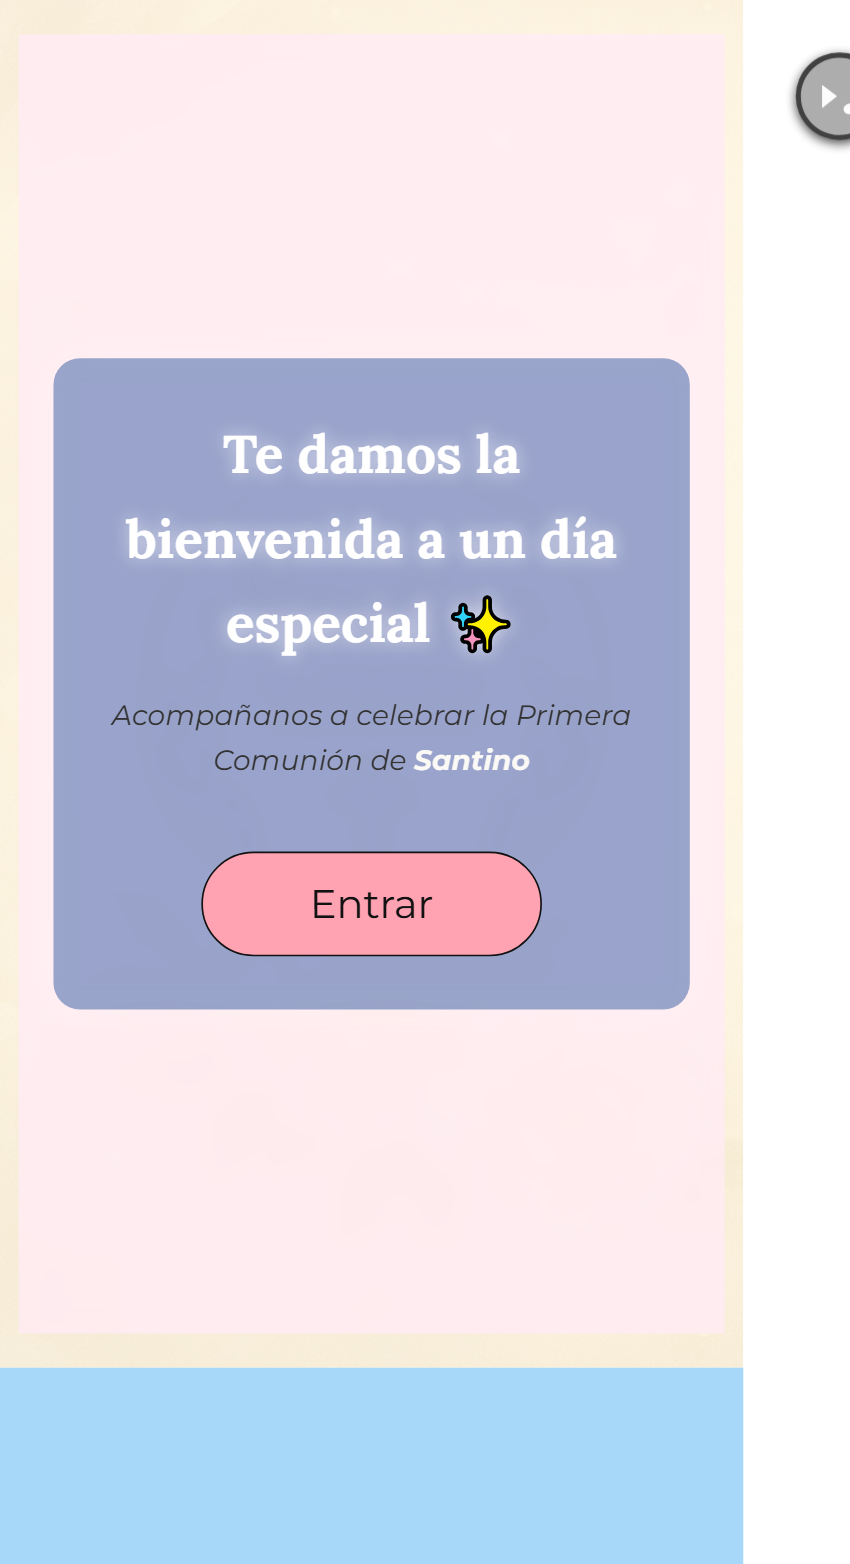 Te damos la
bienvenida a un día
especial ✨
Acompañanos a celebrar la Primera
Comunión de Santino
Entrar